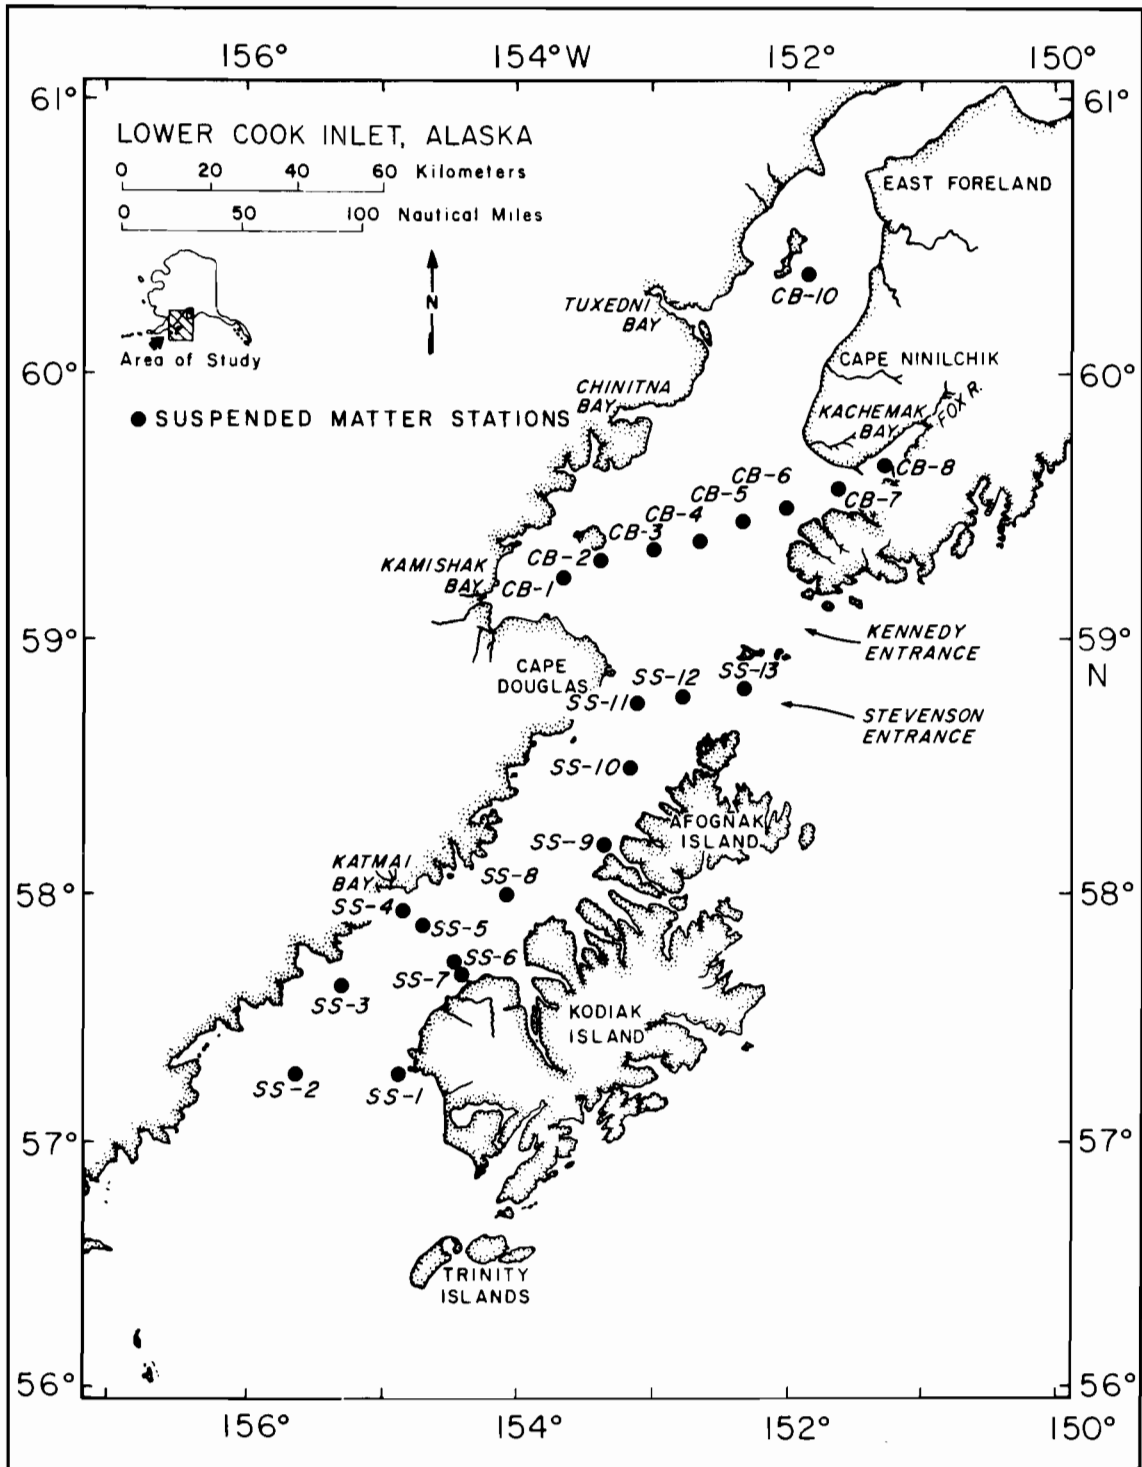 156° 154°W 152° 150°
61° 61°
LOWER COOK INLET, ALASKA
0 20 40 60 Kilometers
0 50 100 Nautical Miles
EAST FORELAND
N
CB-10
TUXEDNI
BAY
Area of Study
60° 60°
CAPE NINILCHIK
CHINITNA
BAY
KACHEMAK
BAY
FOX R.
SUSPENDED MATTER STATIONS
CB-8
CB-7
CB-6
CB-5
CB-4
CB-3
CB-2
CB-1
KAMISHAK
BAY
59° 59°
N
KENNEDY
ENTRANCE
CAPE
DOUGLAS
SS-13
SS-12
SS-11
STEVENSON
ENTRANCE
SS-10
AFOGNAK
ISLAND
SS-9
KATMAI
BAY
SS-8
58° 58°
SS-4
SS-5
SS-6
SS-7
SS-3
KODIAK
ISLAND
SS-2
SS-1
57° 57°
TRINITY
ISLANDS
56° 56°
156° 154° 152° 150°